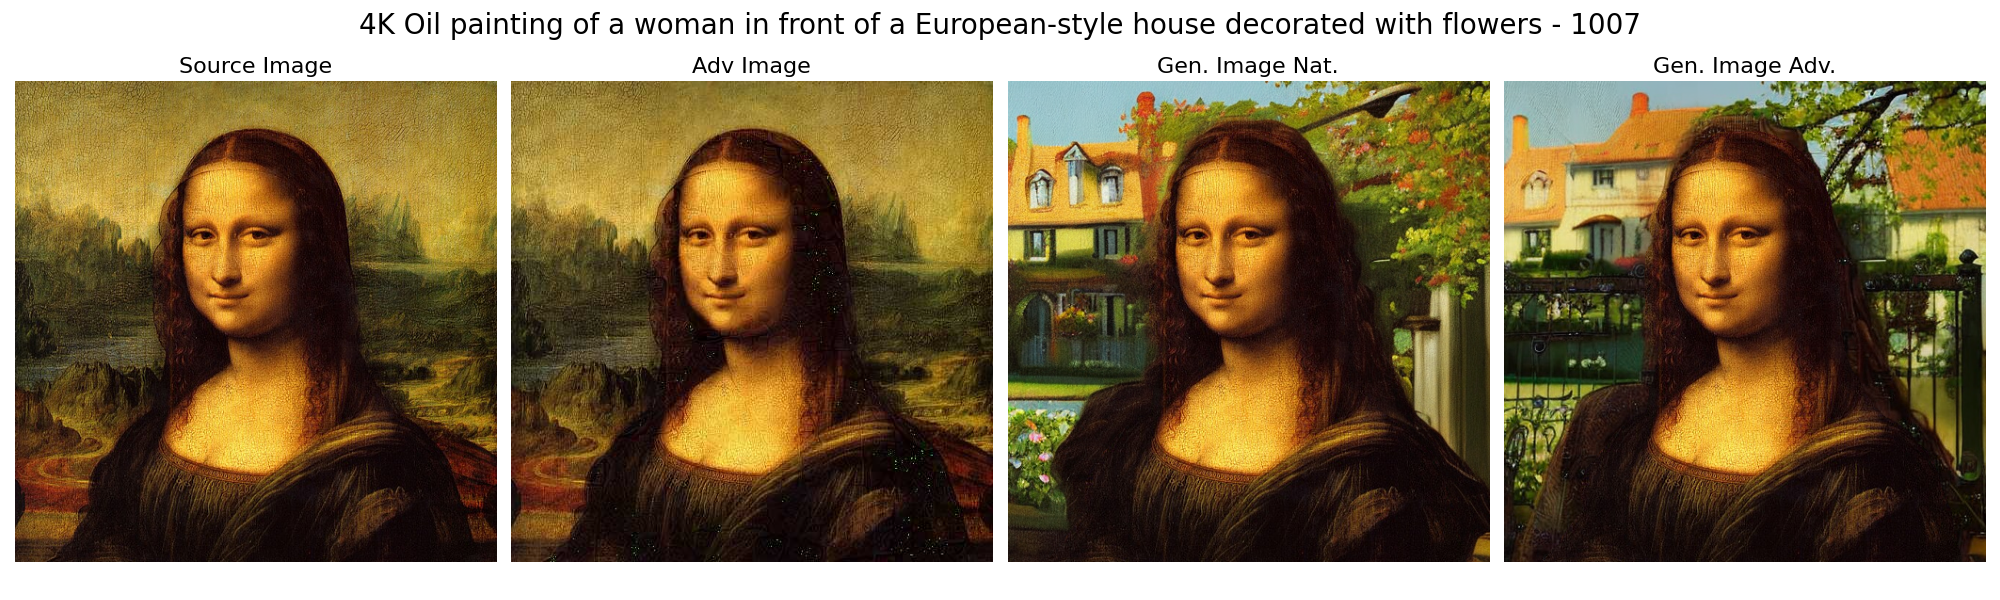 4K Oil painting of a woman in front of a European-style house decorated with flowers - 1007
Source Image
Adv Image
Gen. Image Nat.
Gen. Image Adv.